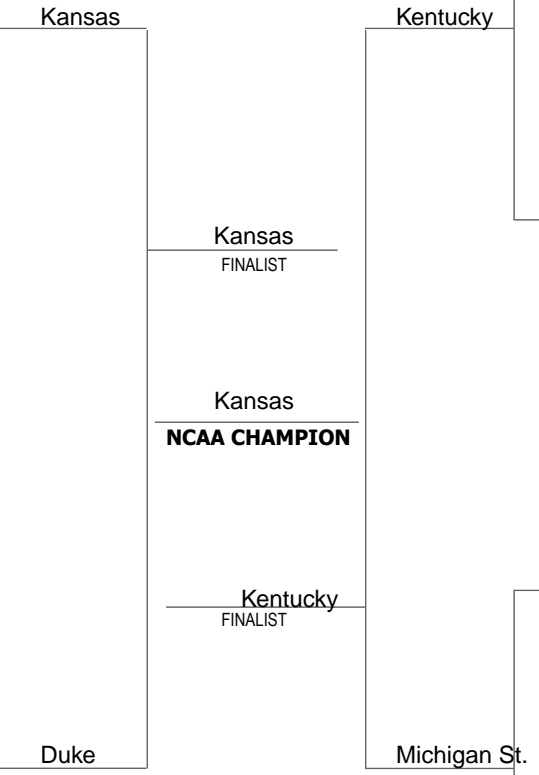 Kansas
Kentucky
Kansas
FINALIST
Kansas
NCAA CHAMPION
Kentucky
FINALIST
Duke
Michigan St.